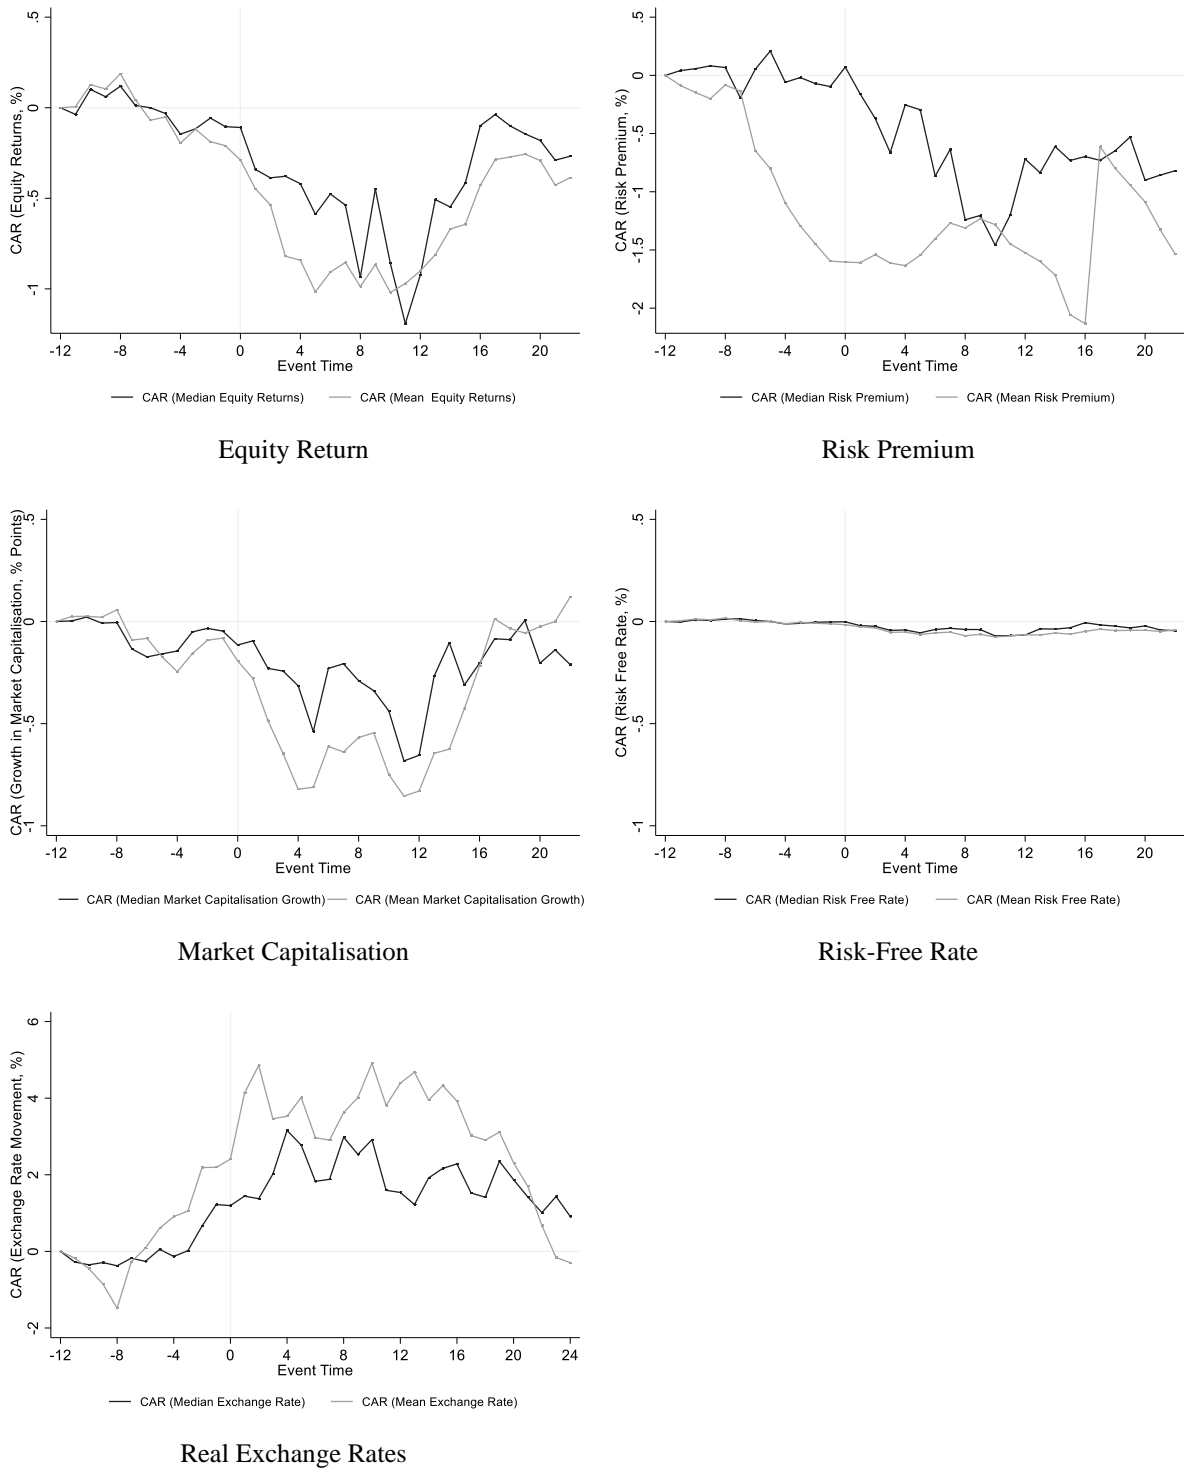 CAR (Equity Returns, %)
.5
0
-.5
-1
-12 -8 -4 0 4 8 12 16 20
Event Time
CAR (Median Equity Returns) CAR (Mean Equity Returns)
Equity Return
CAR (Risk Premium, %)
.5
0
-.5
-1
-1.5
-2
-12 -8 -4 0 4 8 12 16 20
Event Time
CAR (Median Risk Premium) CAR (Mean Risk Premium)
Risk Premium
CAR (Growth in Market Capitalisation, % Points)
.5
0
-.5
-1
-12 -8 -4 0 4 8 12 16 20
Event Time
CAR (Median Market Capitalisation Growth) CAR (Mean Market Capitalisation Growth)
Market Capitalisation
CAR (Risk Free Rate, %)
.5
0
-.5
-1
-12 -8 -4 0 4 8 12 16 20
Event Time
CAR (Median Risk Free Rate) CAR (Mean Risk Free Rate)
Risk-Free Rate
CAR (Exchange Rate Movement, %)
6
4
2
0
-2
-12 -8 -4 0 4 8 12 16 20 24
Event Time
CAR (Median Exchange Rate) CAR (Mean Exchange Rate)
Real Exchange Rates